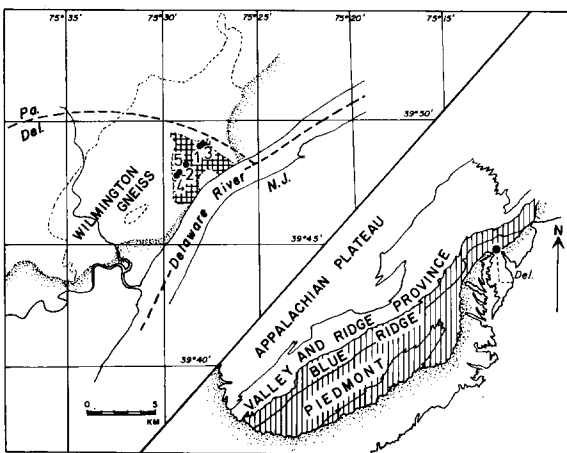 75°35'
75°25'
75°20'
75°15'
39°30'
Pa.
Del.
5
1
3
2
4
WILMINGTON
GNEISS
Delaware River
N.J.
39°45'
39°40'
0 5
KM
APPALACHIAN PLATEAU
VALLEY AND RIDGE PROVINCE
BLUE RIDGE
PIEDMONT
Del.
N